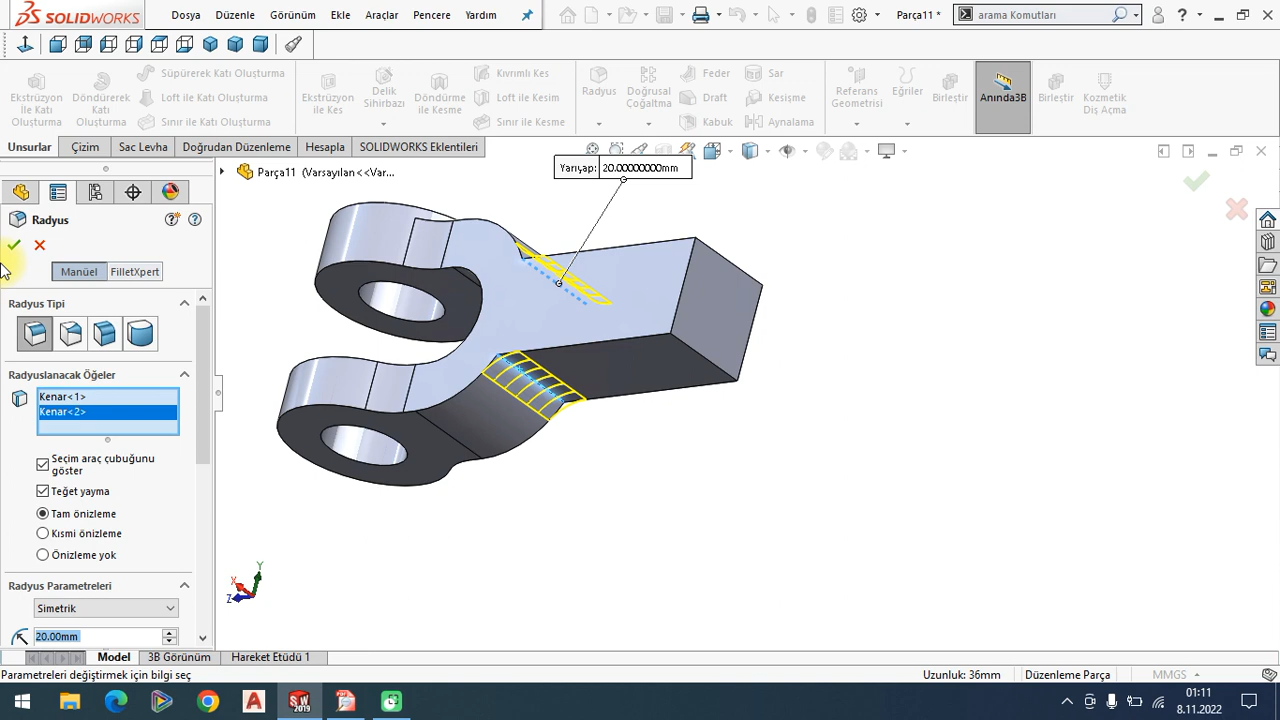 SOLIDWORKS
Dosya Düzenle Görünüm Ekle Araçlar Pencere Yardım
Parça11 *
arama Komutları
Ekstrüzyon İle Katı Oluşturma
Döndürerek Katı Oluşturma
Süpürerek Katı Oluşturma
Loft ile Katı Oluşturma
Sınır ile Katı Oluşturma
Ekstrüzyon ile Kes
Delik Sihirbazı
Döndürme ile Kesme
Kıvrımlı Kes
Loft ile Kesim
Sınır ile Kesme
Radyus
Doğrusal Çoğaltma
Feder
Draft
Kabuk
Sar
Kesişme
Aynalama
Referans Geometrisi
Eğriler
Birleştir
Anında3B
Birleştir
Kozmetik Diş Açma
Unsurlar Çizim Sac Levha Doğrudan Düzenleme Hesapla SOLIDWORKS Eklentileri
Parça11 (Varsayılan<<Var...
Yarıçap: 20.00000000mm
Radyus
Manüel FilletXpert
Radyus Tipi
Radyuslanacak Öğeler
Kenar<1>
Kenar<2>
Seçim araç çubuğunu
göster
Teğet yayma
Tam önizleme
Kısmi önizleme
Önizleme yok
Radyus Parametreleri
Simetrik
20.00mm
Y
X
Z
Model 3B Görünüm Hareket Etüdü 1
Parametreleri değiştirmek için bilgi seç
Uzunluk: 36mm Düzenleme Parça MMGS
SW 2019
01:11
8.11.2022